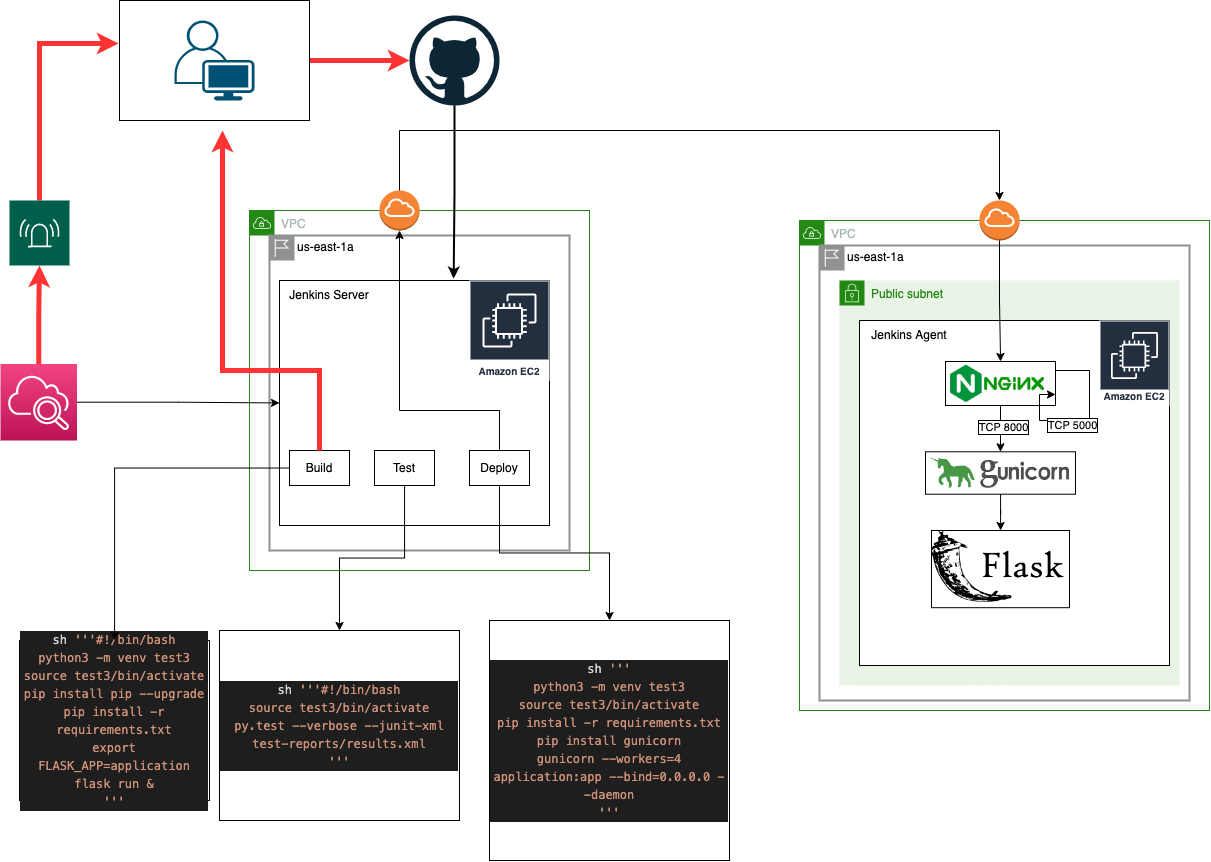 VPC
us-east-1a
Jenkins Server
Amazon EC2
Build
Test
Deploy
VPC
us-east-1a
Public subnet
Jenkins Agent
NGINX
Amazon EC2
TCP 8000
TCP 5000
gunicorn
Flask
sh '''#!/bin/bash
python3 -m venv test3
source test3/bin/activate
pip install pip --upgrade
pip install -r
requirements.txt
export
FLASK_APP=application
flask run &
'''
sh '''#!/bin/bash
source test3/bin/activate
py.test --verbose --junit-xml
test-reports/results.xml
'''
sh '''
python3 -m venv test3
source test3/bin/activate
pip install -r requirements.txt
pip install gunicorn
gunicorn --workers=4
application:app --bind=0.0.0.0 -
-daemon
'''